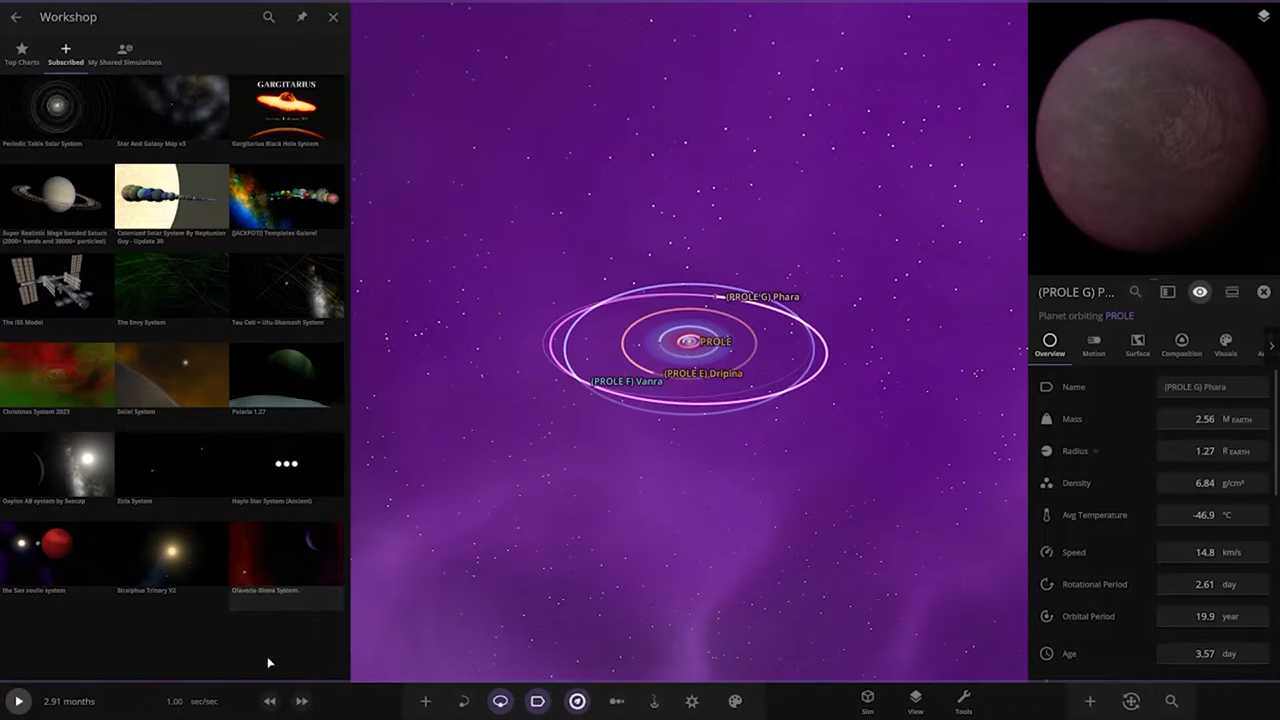 Workshop
Top Charts
Subscribed
My Shared Simulations
GARGITARIUS
Periodic Table Solar System
Star And Galaxy Map v3
Gargitarius Black Hole System
Super Realistic Mega banded Saturn
(2000+ bands and 38000+ particles)
Colonized Solar System By Neptunian
Guy - Update 30
[JACKPOT] Templates Galore!
The ISS Model
The Envy System
Tau Ceti = Utu-Shamash System
Christmas System 2023
System
Polaria 1.27
AB system by
System
Haylo Star System (Ancient)
the San soulio system
Straiphus Trinary V2
System.
(PROLE G) Phara
PROLE
(PROLE E) Dripina
(PROLE F) Vanra
(PROLE G) P...
Planet orbiting PROLE
Overview
Motion
Surface
Composition
Visuals
Name
(PROLE G) Phara
Mass
2.56 M EARTH
Radius
1.27 R EARTH
Density
6.84 g/cm³
Avg Temperature
-46.9 °C
Speed
14.8 km/s
Rotational Period
2.61 day
Orbital Period
19.9 year
Age
3.57 day
2.91 months
1.00 sec/sec
Sim
View
Tools